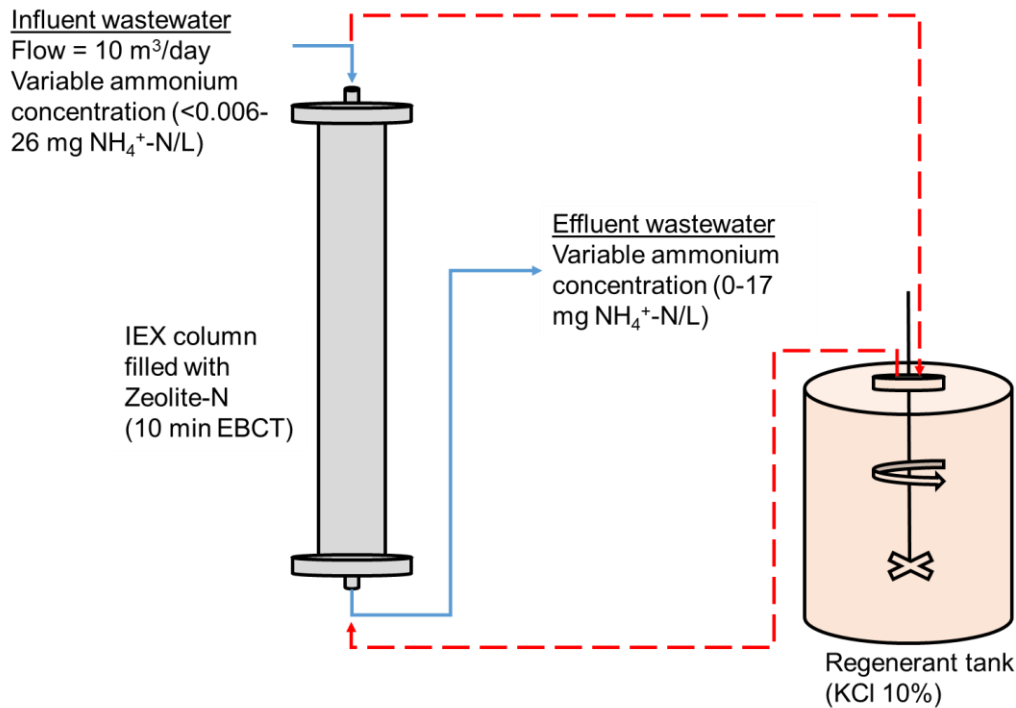 Influent wastewater
Flow = 10 m³/day
Variable ammonium
concentration (<0.006-
26 mg NH₄⁺-N/L)
Effluent wastewater
Variable ammonium
concentration (0-17
mg NH₄⁺-N/L)
IEX column
filled with
Zeolite-N
(10 min EBCT)
Regenerant tank
(KCl 10%)